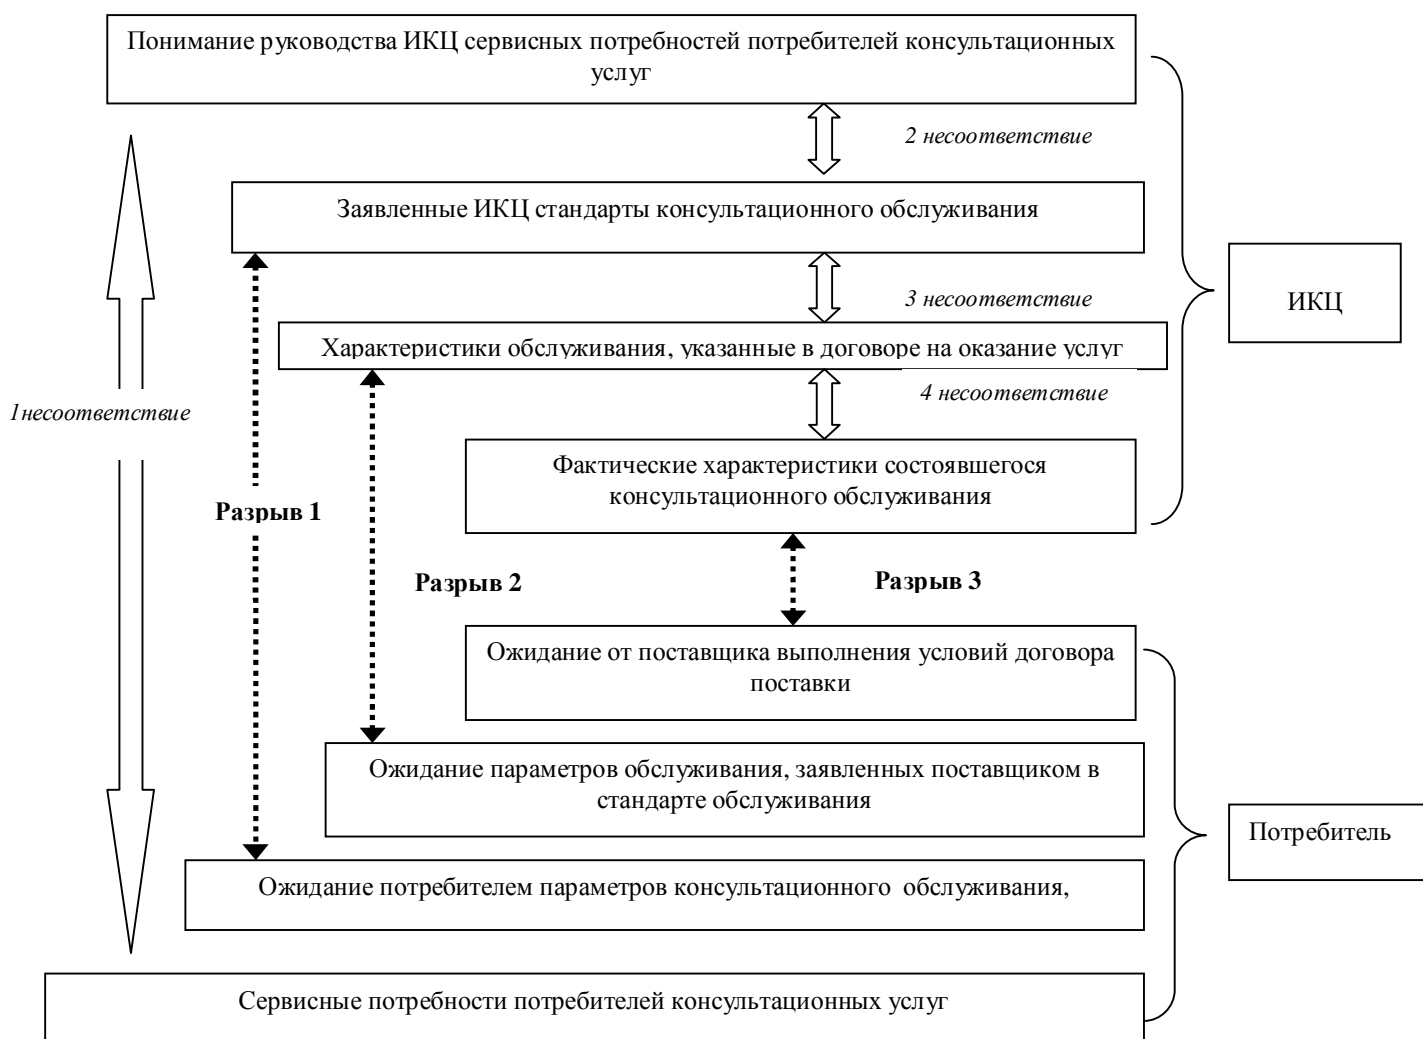 Понимание руководства ИКЦ сервисных потребностей потребителей консультационных
услуг
2 несоответствие
Заявленные ИКЦ стандарты консультационного обслуживания
3 несоответствие
ИКЦ
Характеристики обслуживания, указанные в договоре на оказание услуг
4 несоответствие
1несоответствие
Фактические характеристики состоявшегося
консультационного обслуживания
Разрыв 1
Разрыв 2
Разрыв 3
Ожидание от поставщика выполнения условий договора
поставки
Ожидание параметров обслуживания, заявленных поставщиком в
стандарте обслуживания
Потребитель
Ожидание потребителем параметров консультационного обслуживания,
Сервисные потребности потребителей консультационных услуг